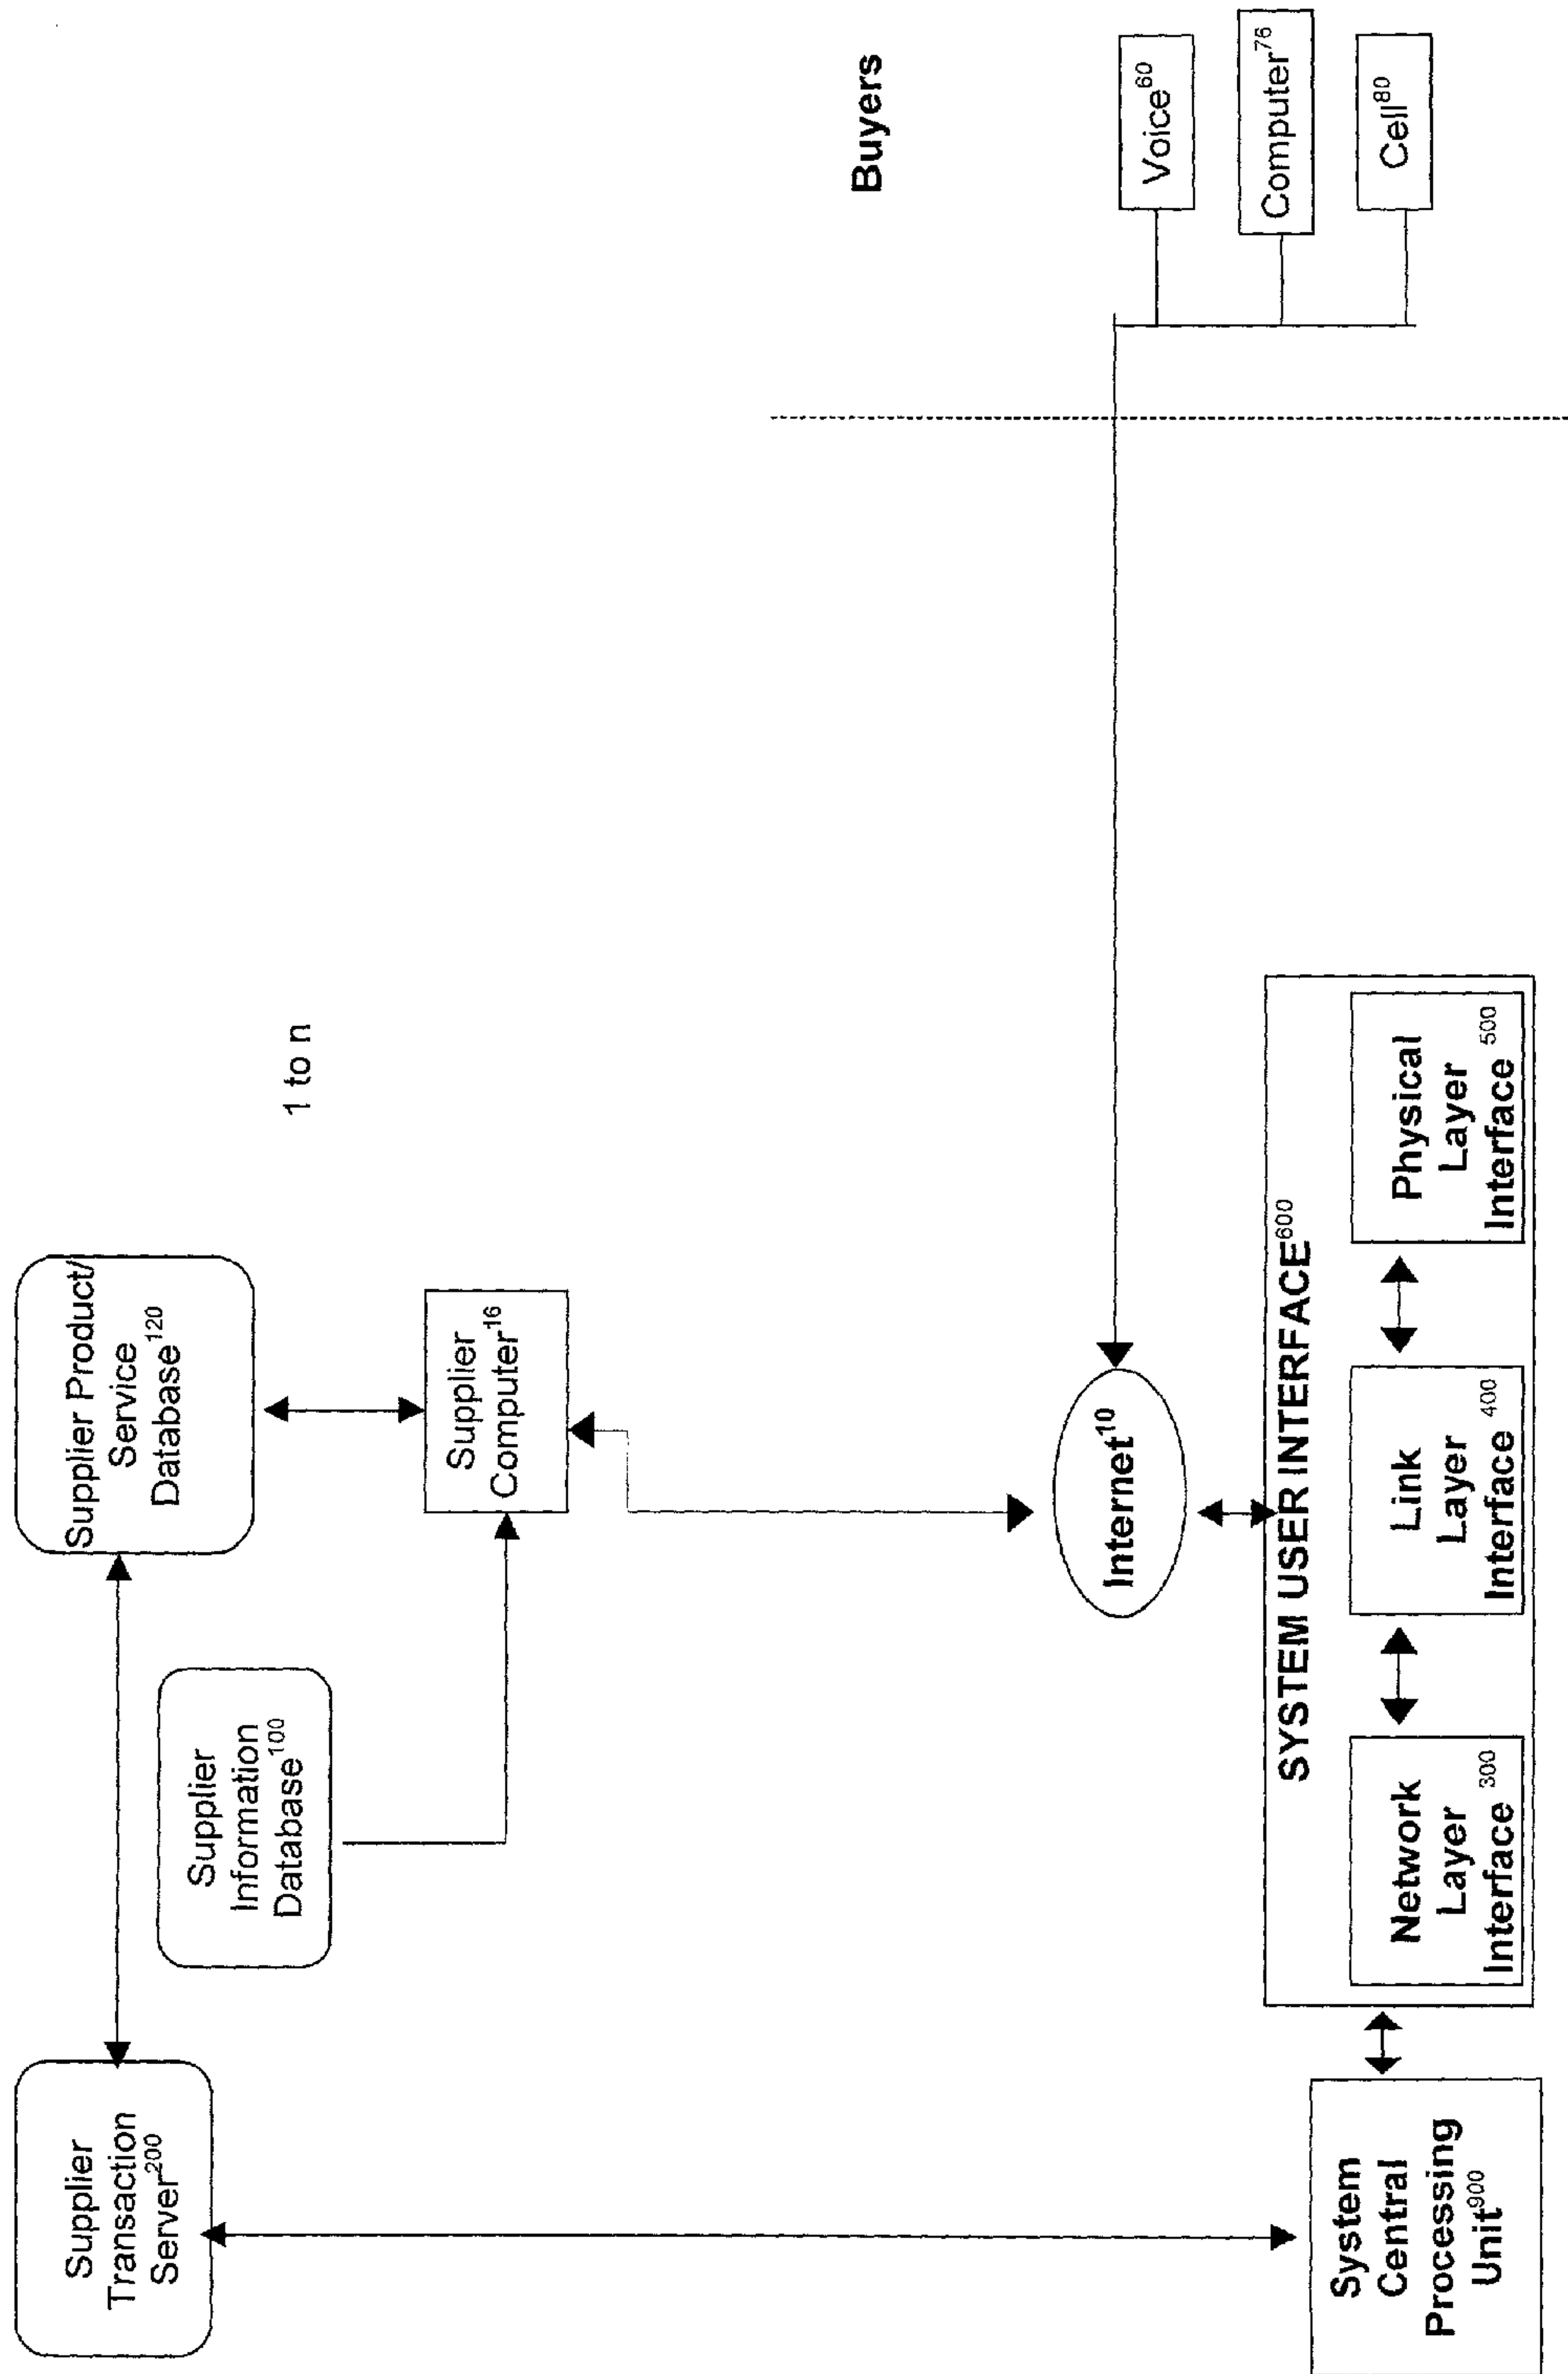 Supplier
Transaction
Server200
Supplier Product/
Service
Database120
Supplier
Information
Database100
1 to n
Supplier
Computer16
Buyers
Internet10
Voice60
Computer76
Cell80
System
Central
Processing
Unit900
SYSTEM USER INTERFACE600
Network
Layer
Interface 300
Link
Layer
Interface 400
Physical
Layer
Interface 500